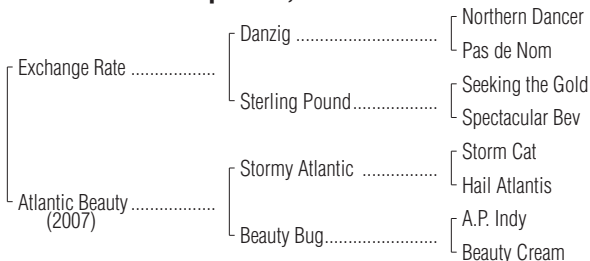 Northern Dancer
Danzig ..................................
Pas de Nom
Exchange Rate ....................
Seeking the Gold
Sterling Pound....................
Spectacular Bev
Storm Cat
Stormy Atlantic ..................
Hail Atlantis
Atlantic Beauty ....................
(2007)
A.P. Indy
Beauty Bug...........................
Beauty Cream